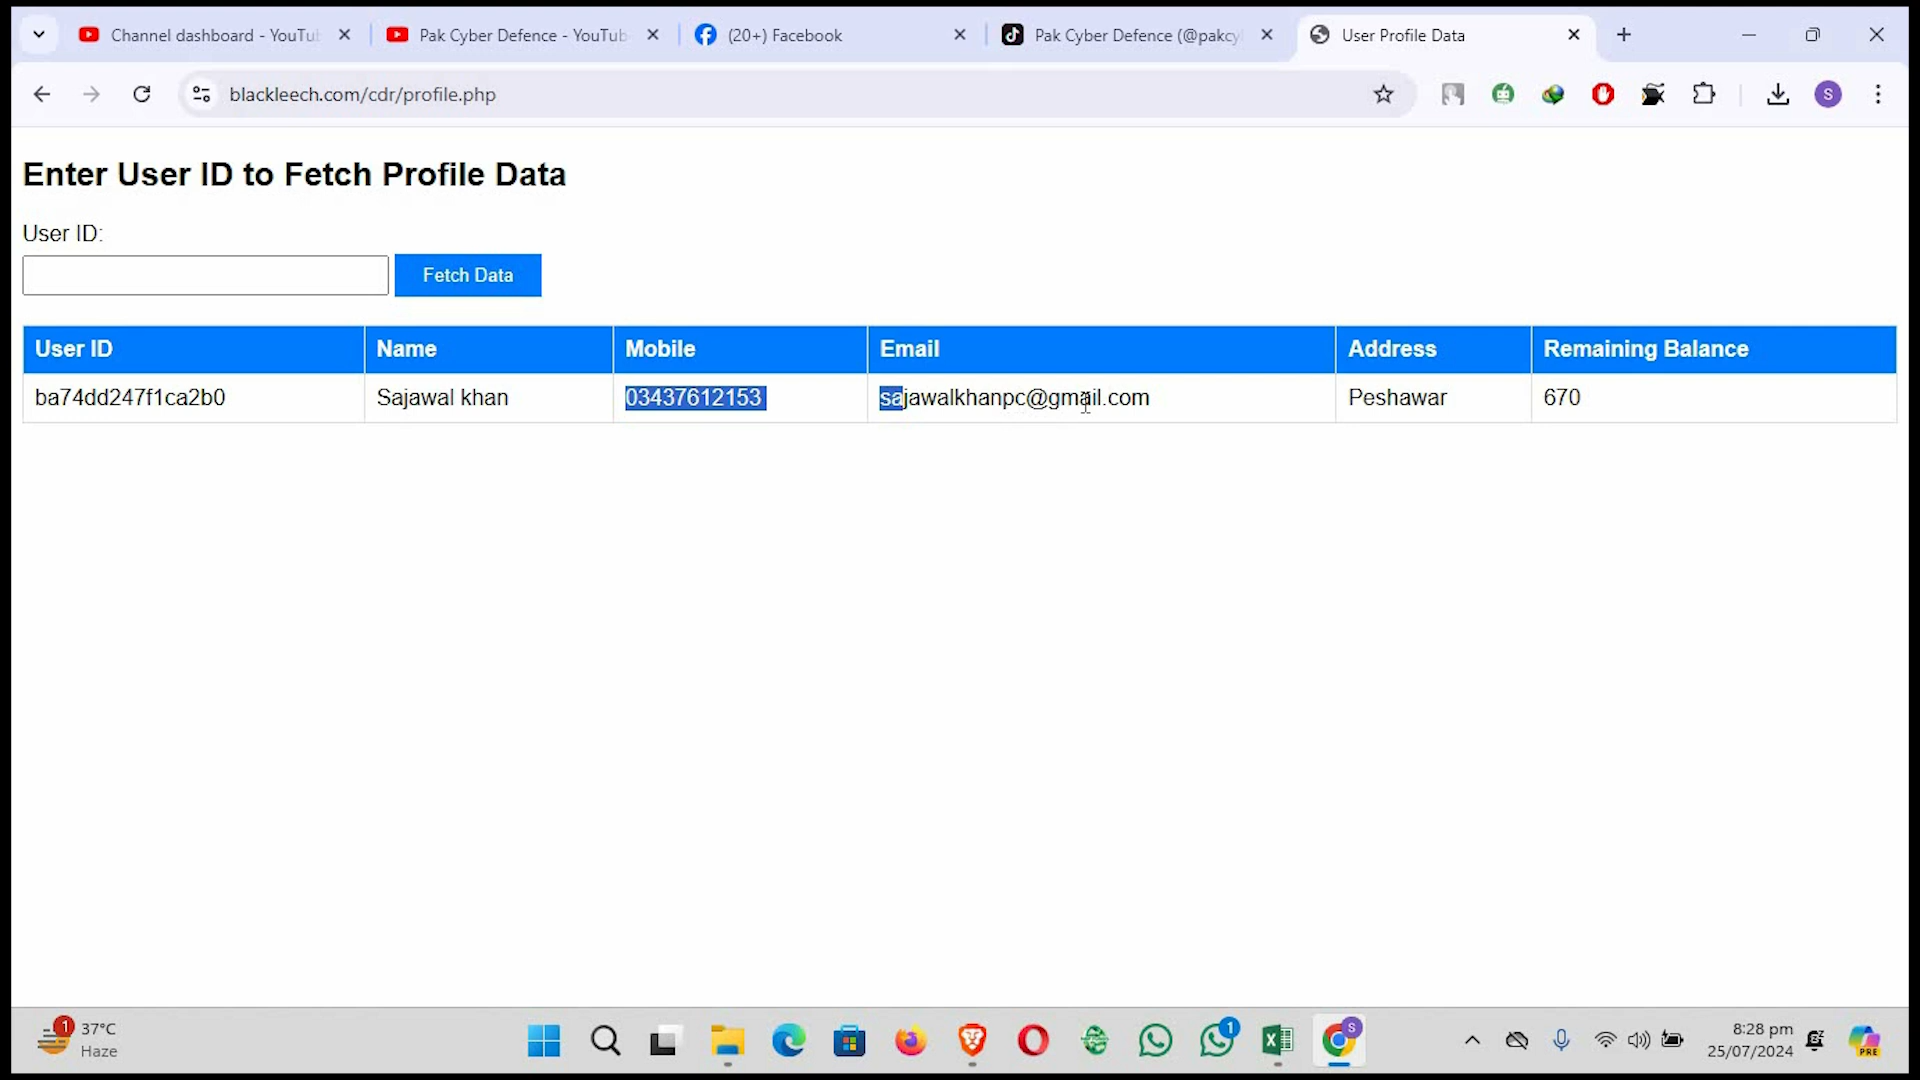 Channel dashboard - YouTu
Pak Cyber Defence - YouTub
(20+) Facebook
Pak Cyber Defence (@pakcy
User Profile Data
blackleech.com/cdr/profile.php
S
Enter User ID to Fetch Profile Data
User ID:
Fetch Data
User ID Name Mobile Email Address Remaining Balance
ba74dd247f1ca2b0 Sajawal khan 03437612153 sajawalkhanpc@gmail.com Peshawar 670
1
37°C
Haze
1
S
8:28 pm
25/07/2024
PRE